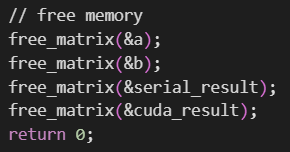 // free memory
free_matrix(&a);
free_matrix(&b);
free_matrix(&serial_result);
free_matrix(&cuda_result);
return 0;